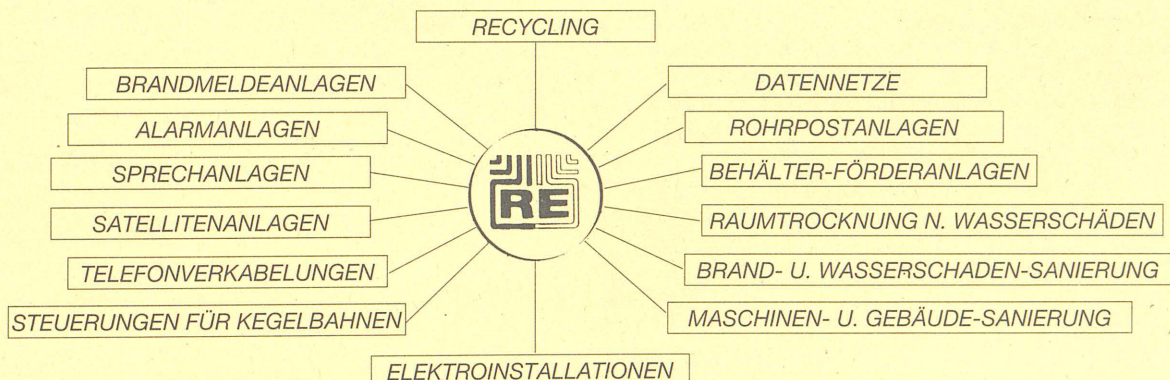 RECYCLING
BRANDMELDEANLAGEN
DATENNETZE
ALARMANLAGEN
ROHRPOSTANLAGEN
SPRECHANLAGEN
BEHÄLTER-FÖRDERANLAGEN
RE
SATELLITENANLAGEN
RAUMTROCKNUNG N. WASSERSCHÄDEN
TELEFONVERKABELUNGEN
BRAND- U. WASSERSCHADEN-SANIERUNG
STEUERUNGEN FÜR KEGELBAHNEN
MASCHINEN- U. GEBÄUDE-SANIERUNG
ELEKTROINSTALLATIONEN